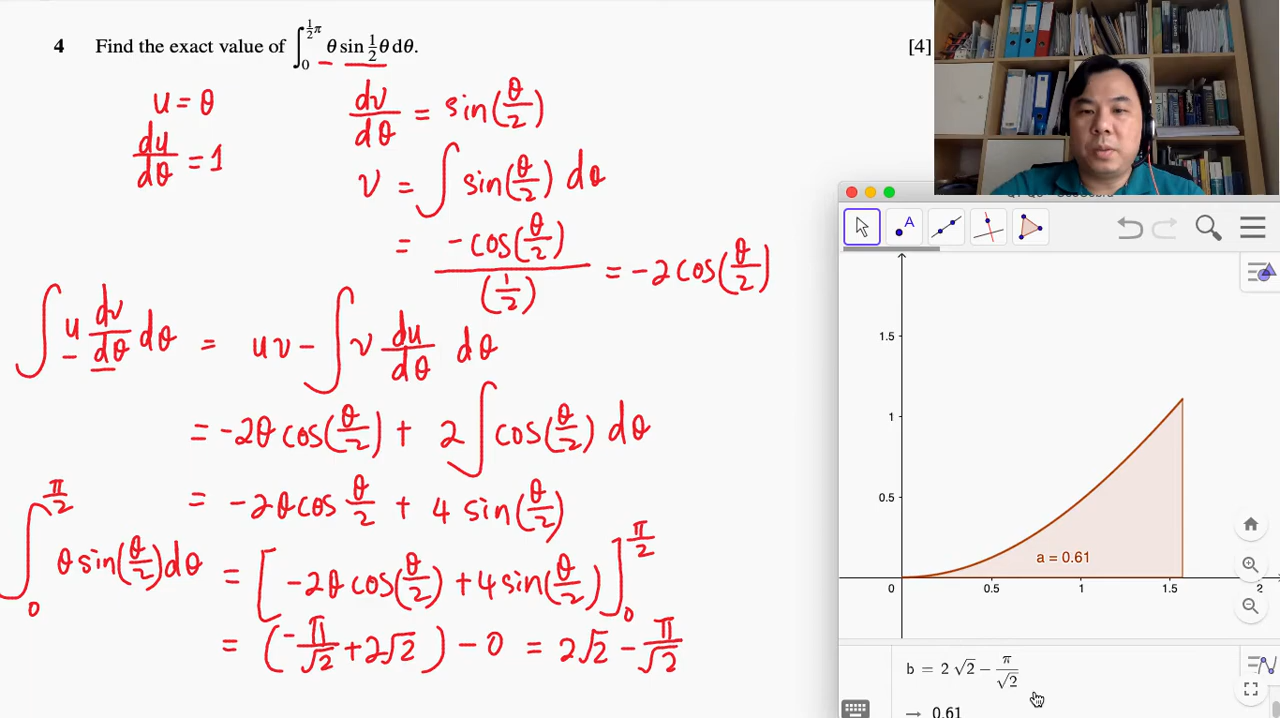 4 Find the exact value of ∫₀^{½π} θ sin ½θ dθ. [4]
u = θ
du/dθ = 1
dv/dθ = sin(θ/2)
v = ∫ sin(θ/2) dθ
= -cos(θ/2) / (1/2) = -2cos(θ/2)
∫ u dv/dθ dθ = uv - ∫ v du/dθ dθ
= -2θ cos(θ/2) + 2∫ cos(θ/2) dθ
= -2θ cos θ/2 + 4 sin(θ/2)
∫₀^{π/2} θ sin(θ/2) dθ = [-2θ cos(θ/2) + 4 sin(θ/2)]₀^{π/2}
= (-π/√2 + 2√2) - 0 = 2√2 - π/√2
A
1.5
1
0.5
a = 0.61
0 0.5 1 1.5 2
b = 2 √2 − π/√2
→ 0.61